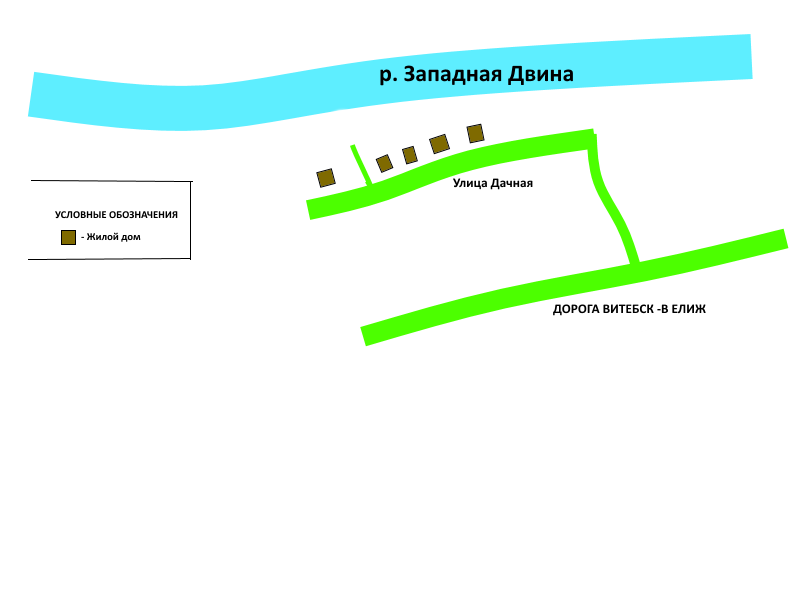 р. Западная Двина
Улица Дачная
УСЛОВНЫЕ ОБОЗНАЧЕНИЯ
- Жилой дом
ДОРОГА ВИТЕБСК -В ЕЛИЖ